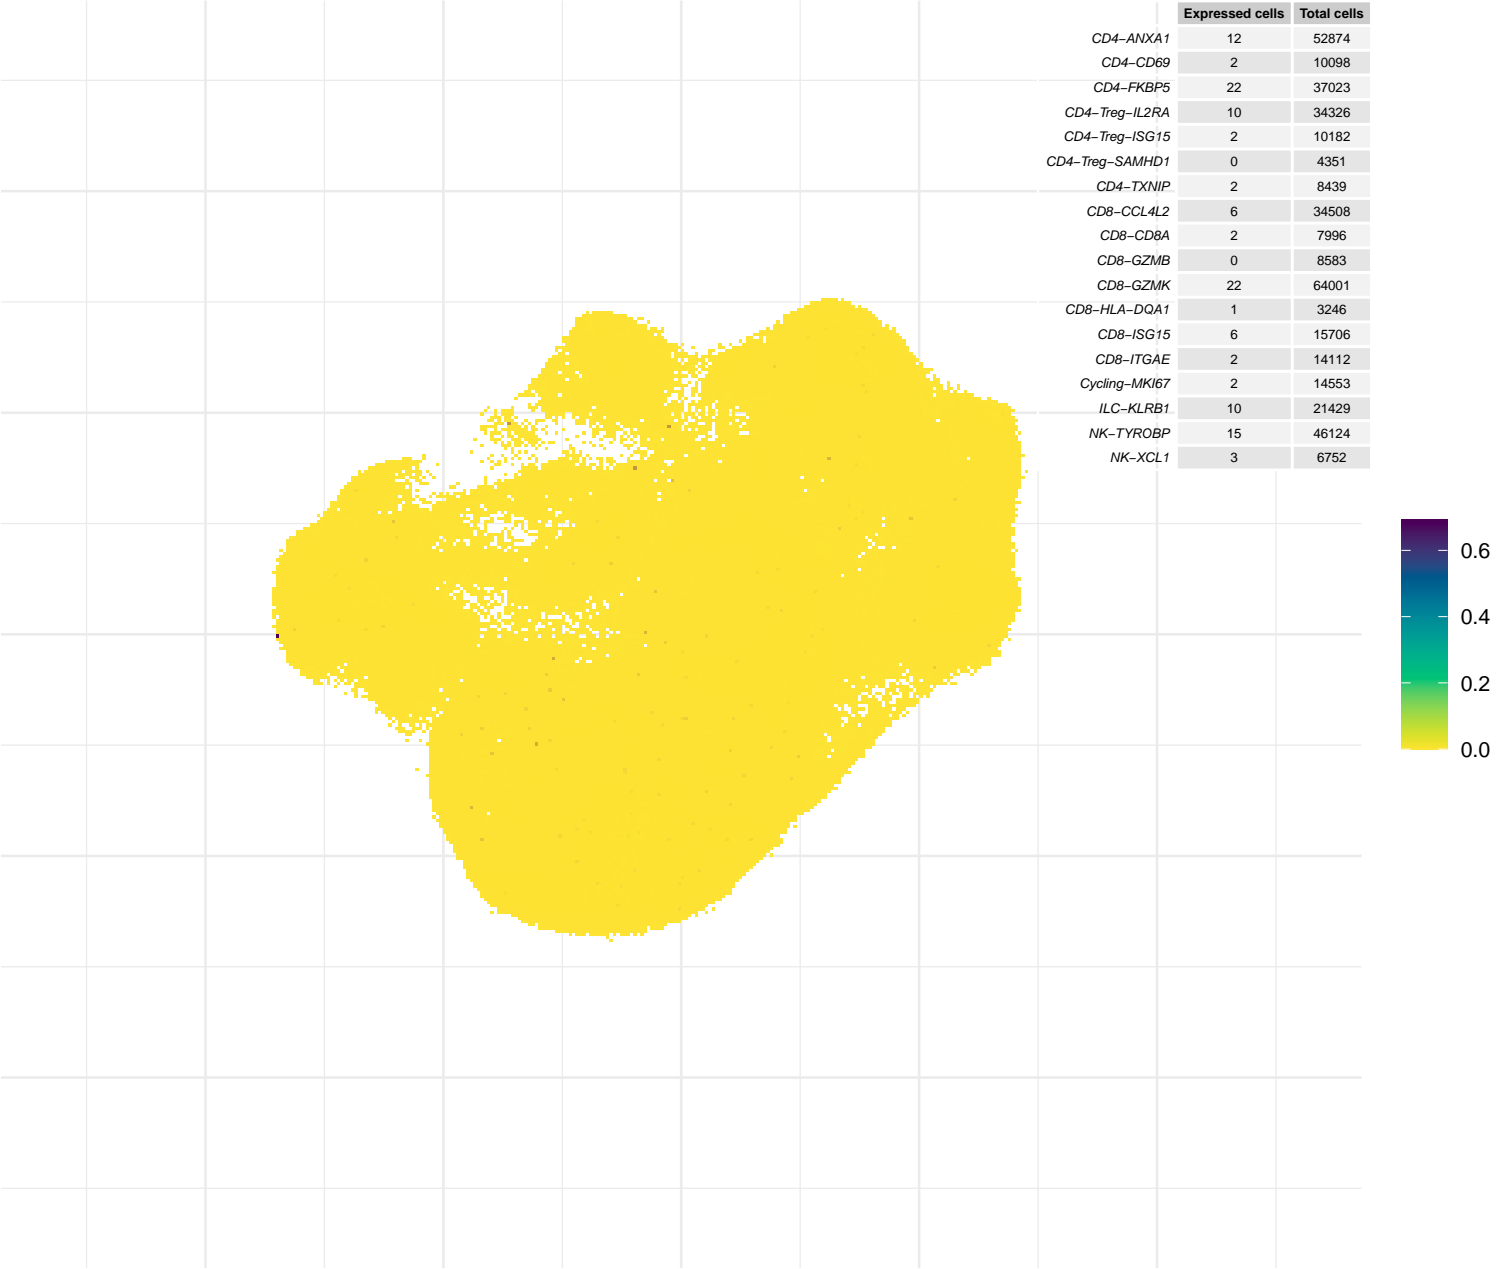 Expressed cells Total cells
CD4−ANXA1 12 52874
CD4−CD69 2 10098
CD4−FKBP5 22 37023
CD4−Treg−IL2RA 10 34326
CD4−Treg−ISG15 2 10182
CD4−Treg−SAMHD1 0 4351
CD4−TXNIP 2 8439
CD8−CCL4L2 6 34508
CD8−CD8A 2 7996
CD8−GZMB 0 8583
CD8−GZMK 22 64001
CD8−HLA−DQA1 1 3246
CD8−ISG15 6 15706
CD8−ITGAE 2 14112
Cycling−MKI67 2 14553
ILC−KLRB1 10 21429
NK−TYROBP 15 46124
NK−XCL1 3 6752
0.6
0.4
0.2
0.0